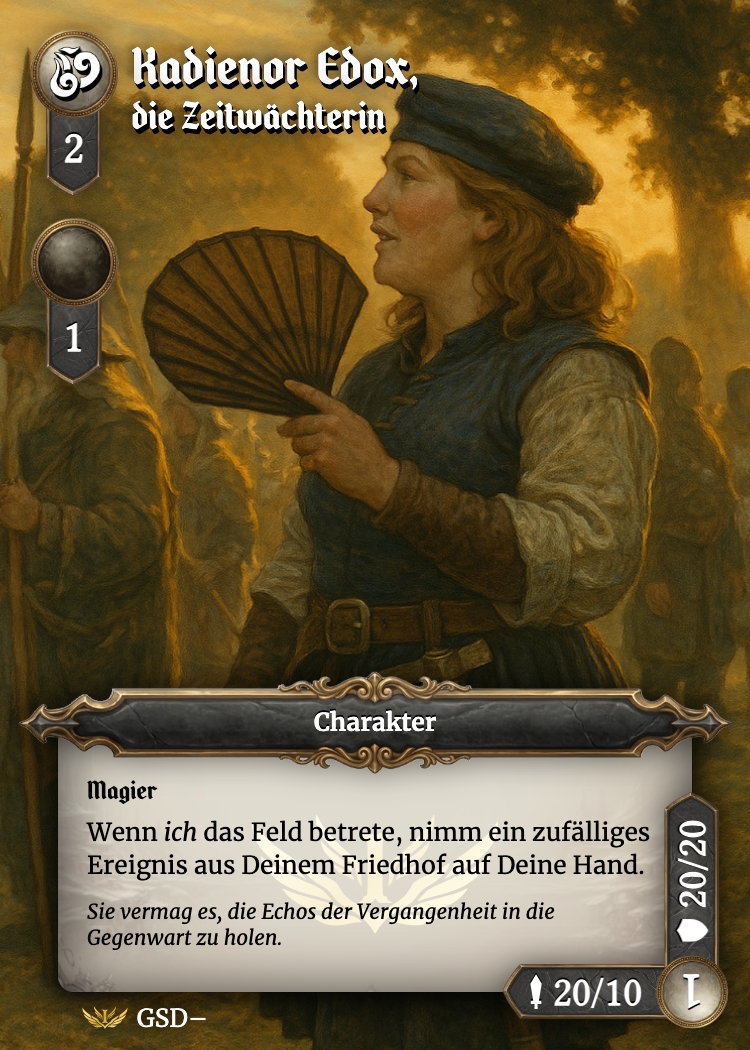 Kadienor Edox,
die Zeitwächterin
2
1
Charakter
Magier
Wenn ich das Feld betrete, nimm ein zufälliges
Ereignis aus Deinem Friedhof auf Deine Hand.
Sie vermag es, die Echos der Vergangenheit in die
Gegenwart zu holen.
20/20
20/10
1
GSD–